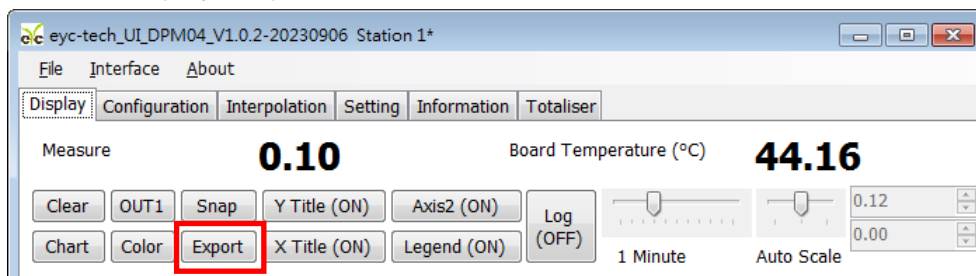 eyc-tech_UI_DPM04_V1.0.2-20230906 Station 1*
File Interface About
Display Configuration Interpolation Setting Information Totaliser
Measure 0.10 Board Temperature (°C) 44.16
Clear OUT1 Snap Y Title (ON) Axis2 (ON) Log (OFF) 0.12
Chart Color Export X Title (ON) Legend (ON) 1 Minute Auto Scale 0.00